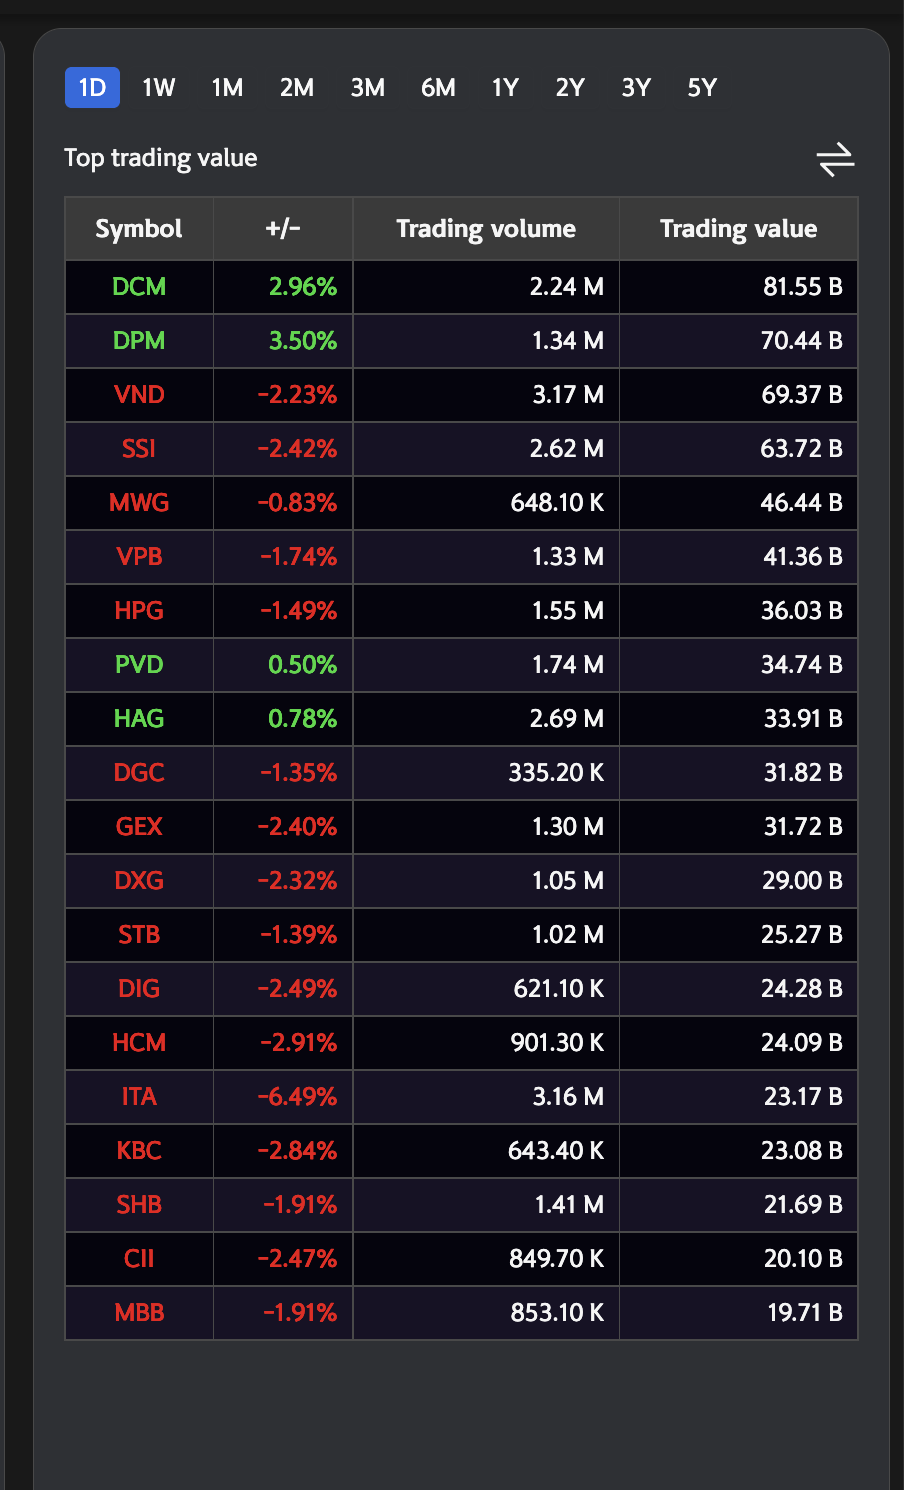 1D 1W 1M 2M 3M 6M 1Y 2Y 3Y 5Y
Top trading value
Symbol +/- Trading volume Trading value
DCM 2.96% 2.24 M 81.55 B
DPM 3.50% 1.34 M 70.44 B
VND −2.23% 3.17 M 69.37 B
SSI −2.42% 2.62 M 63.72 B
MWG −0.83% 648.10 K 46.44 B
VPB −1.74% 1.33 M 41.36 B
HPG −1.49% 1.55 M 36.03 B
PVD 0.50% 1.74 M 34.74 B
HAG 0.78% 2.69 M 33.91 B
DGC −1.35% 335.20 K 31.82 B
GEX −2.40% 1.30 M 31.72 B
DXG −2.32% 1.05 M 29.00 B
STB −1.39% 1.02 M 25.27 B
DIG −2.49% 621.10 K 24.28 B
HCM −2.91% 901.30 K 24.09 B
ITA −6.49% 3.16 M 23.17 B
KBC −2.84% 643.40 K 23.08 B
SHB −1.91% 1.41 M 21.69 B
CII −2.47% 849.70 K 20.10 B
MBB −1.91% 853.10 K 19.71 B